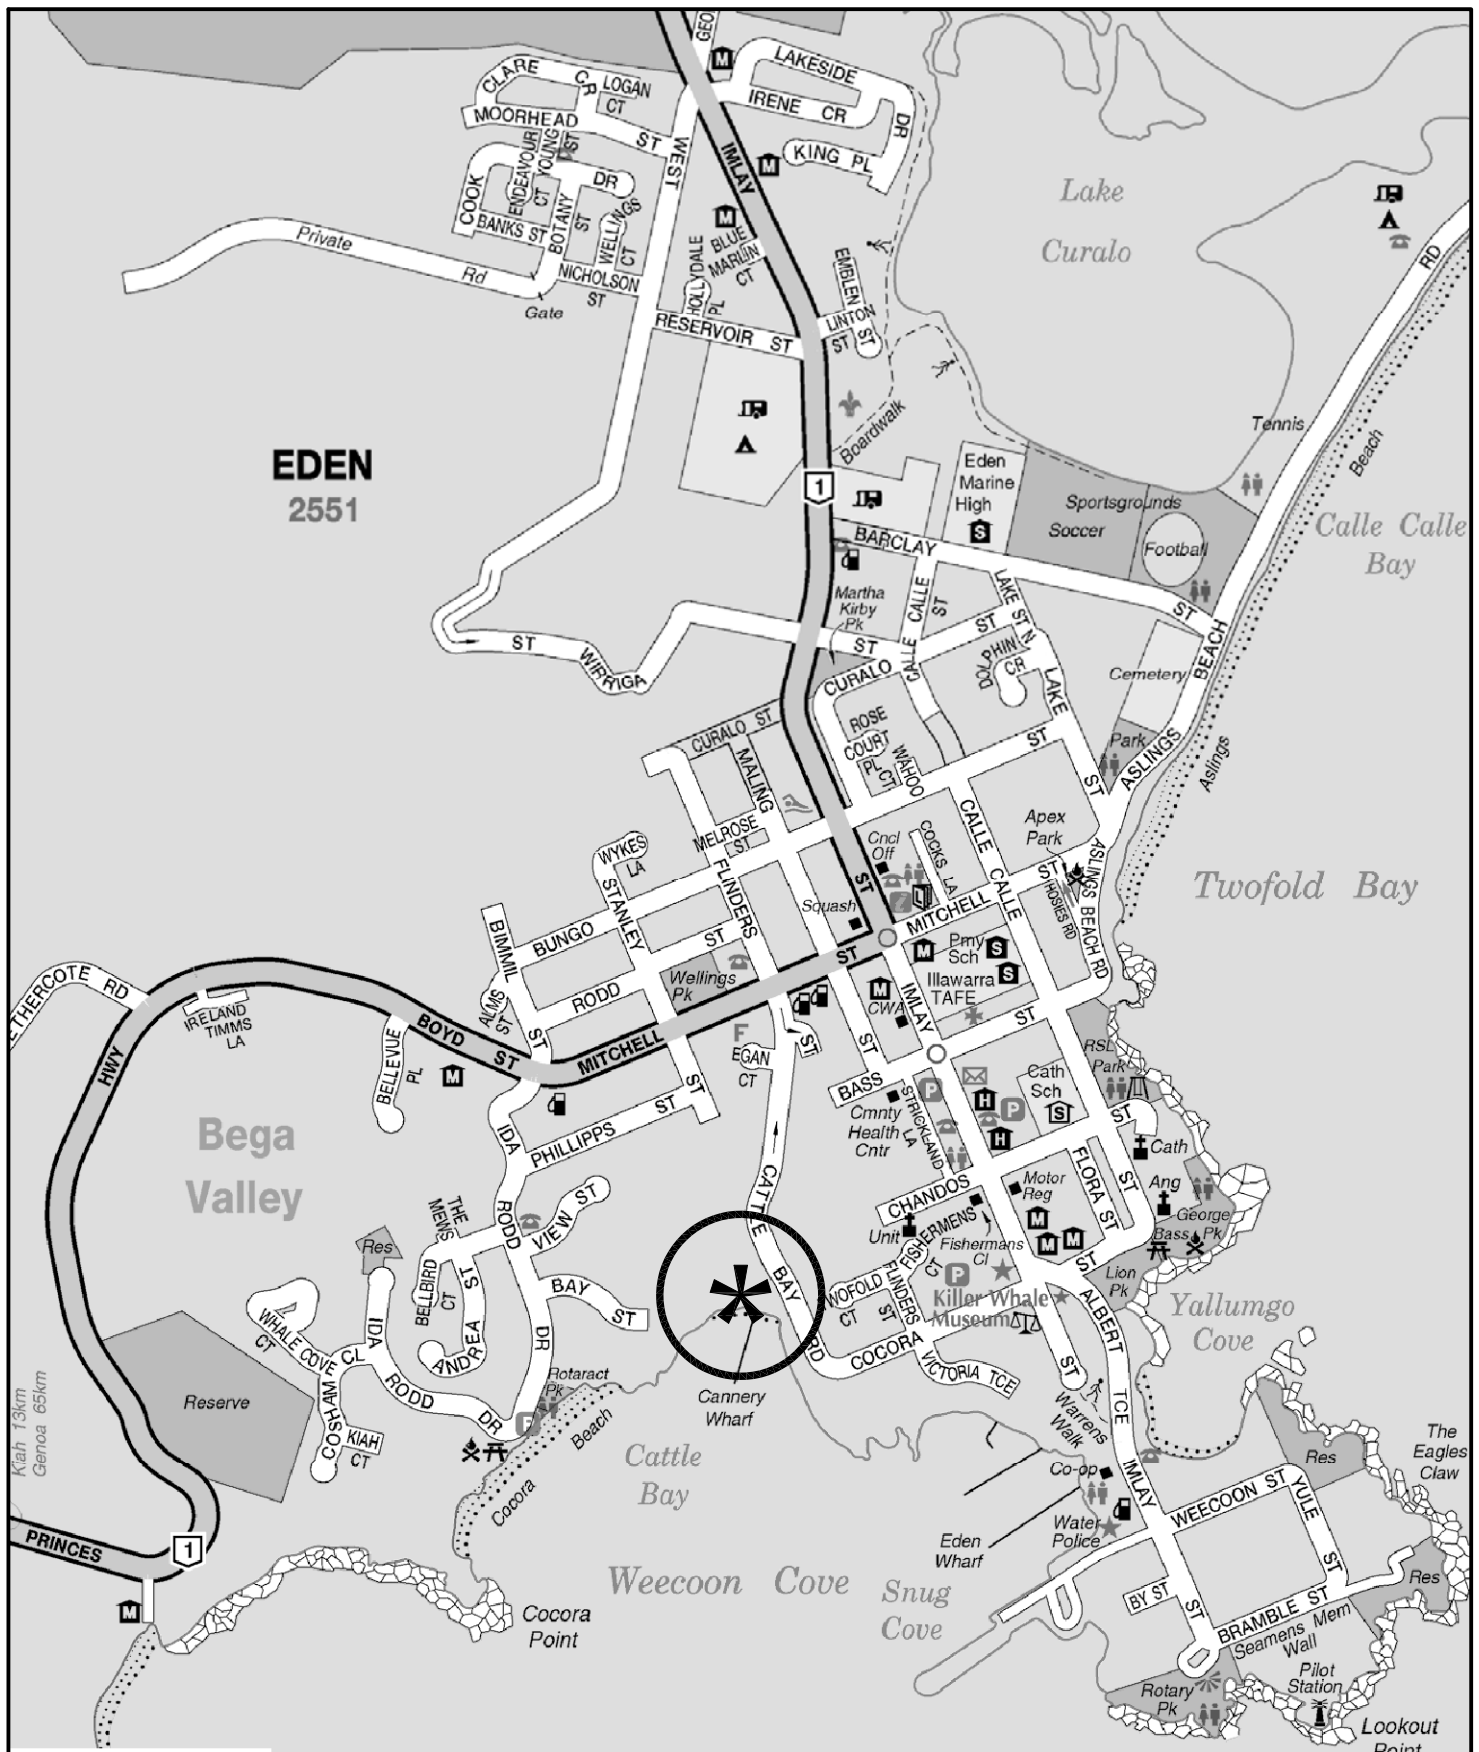 GEO
M
LAKESIDE
CLARE
CR
LOGAN
CT
IRENE CR
DR
MOORHEAD
ST
ENDEAVOUR
CT
YOUNG
ST
WEST
IMLAY
M
KING PL
COOK
DR
BANKS ST
BOTANY
ST
WELLINGS
CT
M
BLUE
MARLIN
CT
HOLLYDALE
PL
Lake
Curalo
Private
Rd
Gate
NICHOLSON
ST
EMBLEN
ST
LINTON
ST
RD
RESERVOIR ST
Boardwalk
Tennis
Beach
EDEN
2551
1
Eden
Marine
High
S
Sportsgrounds
Soccer
Football
Calle Calle
Bay
BARCLAY
ST
Martha
Kirby
Pk
CALLE CALLE
ST
LAKE ST N
ST
ST
WIRRIGA
ST
CURALO
DOLPHIN
CR
LAKE
ST
Cemetery
BEACH
CURALO ST
ROSE
COURT
PL
WAHOO
CT
ST
Park
ASLINGS
Aslings
MALING
MELROSE
ST
WYKES
LA
FLINDERS
Cncl
Off
COCKS LA
CALLE CALLE
Apex
Park
ST
HOSIES RD
ASLINGS BEACH RD
ST
Squash
MITCHELL
Twofold Bay
STANLEY
BIMMIL
ST
BUNGO
ST
RODD
ALMS
ST
Wellings
Pk
ST
M
Prny
Sch
S
Illawarra
TAFE
S
M
CWA
IMLAY
ST
THERCOTE RD
IRELAND
TIMMS
LA
BOYD ST
MITCHELL
BELLEVUE
PL
M
F
EGAN
CT
ST
ST
BASS
RSL
Park
HWY
Cmnty
Health
Cntr
STRICKLAND
LA
P
H
P
H
Cath
Sch
S
ST
Cath
Bega
Valley
IDA
PHILLIPPS ST
ST
CATTLE
BAY
RD
CHANDOS
Motor
Reg
FLORA ST
ST
Ang
George
Bass Pk
THE
MEWS
RODD
VIEW ST
Unit
FISHERMENS
CT
Fishermans
Cl
M
M
M
ST
Lion
Pk
Res
BELLBIRD
CT
ST
ANDREA
BAY ST
WOFOLD
CT
FLINDERS
ST
P
Killer Whale
Museum
ALBERT
TCE
Yallumgo
Cove
WHALE COVE
CT
CL
IDA
RODD DR
DR
COCORA
VICTORIA TCE
ST
Reserve
COSHAM
KIAH
CT
Rotaract
Pk
P
Cannery
Wharf
Warrens
Walk
Kiah 13km
Genoa 65km
Cocora
Beach
Cattle
Bay
Co-op
IMLAY
ST
Res
The
Eagles
Claw
WEECOON ST
YULE
ST
PRINCES
1
Eden
Wharf
Water
Police
M
Weecoon Cove
Snug
Cove
BY ST
Res
BRAMBLE ST
Seamens Mem
Wall
Cocora
Point
Rotary
Pk
Pilot
Station
Lookout
Point